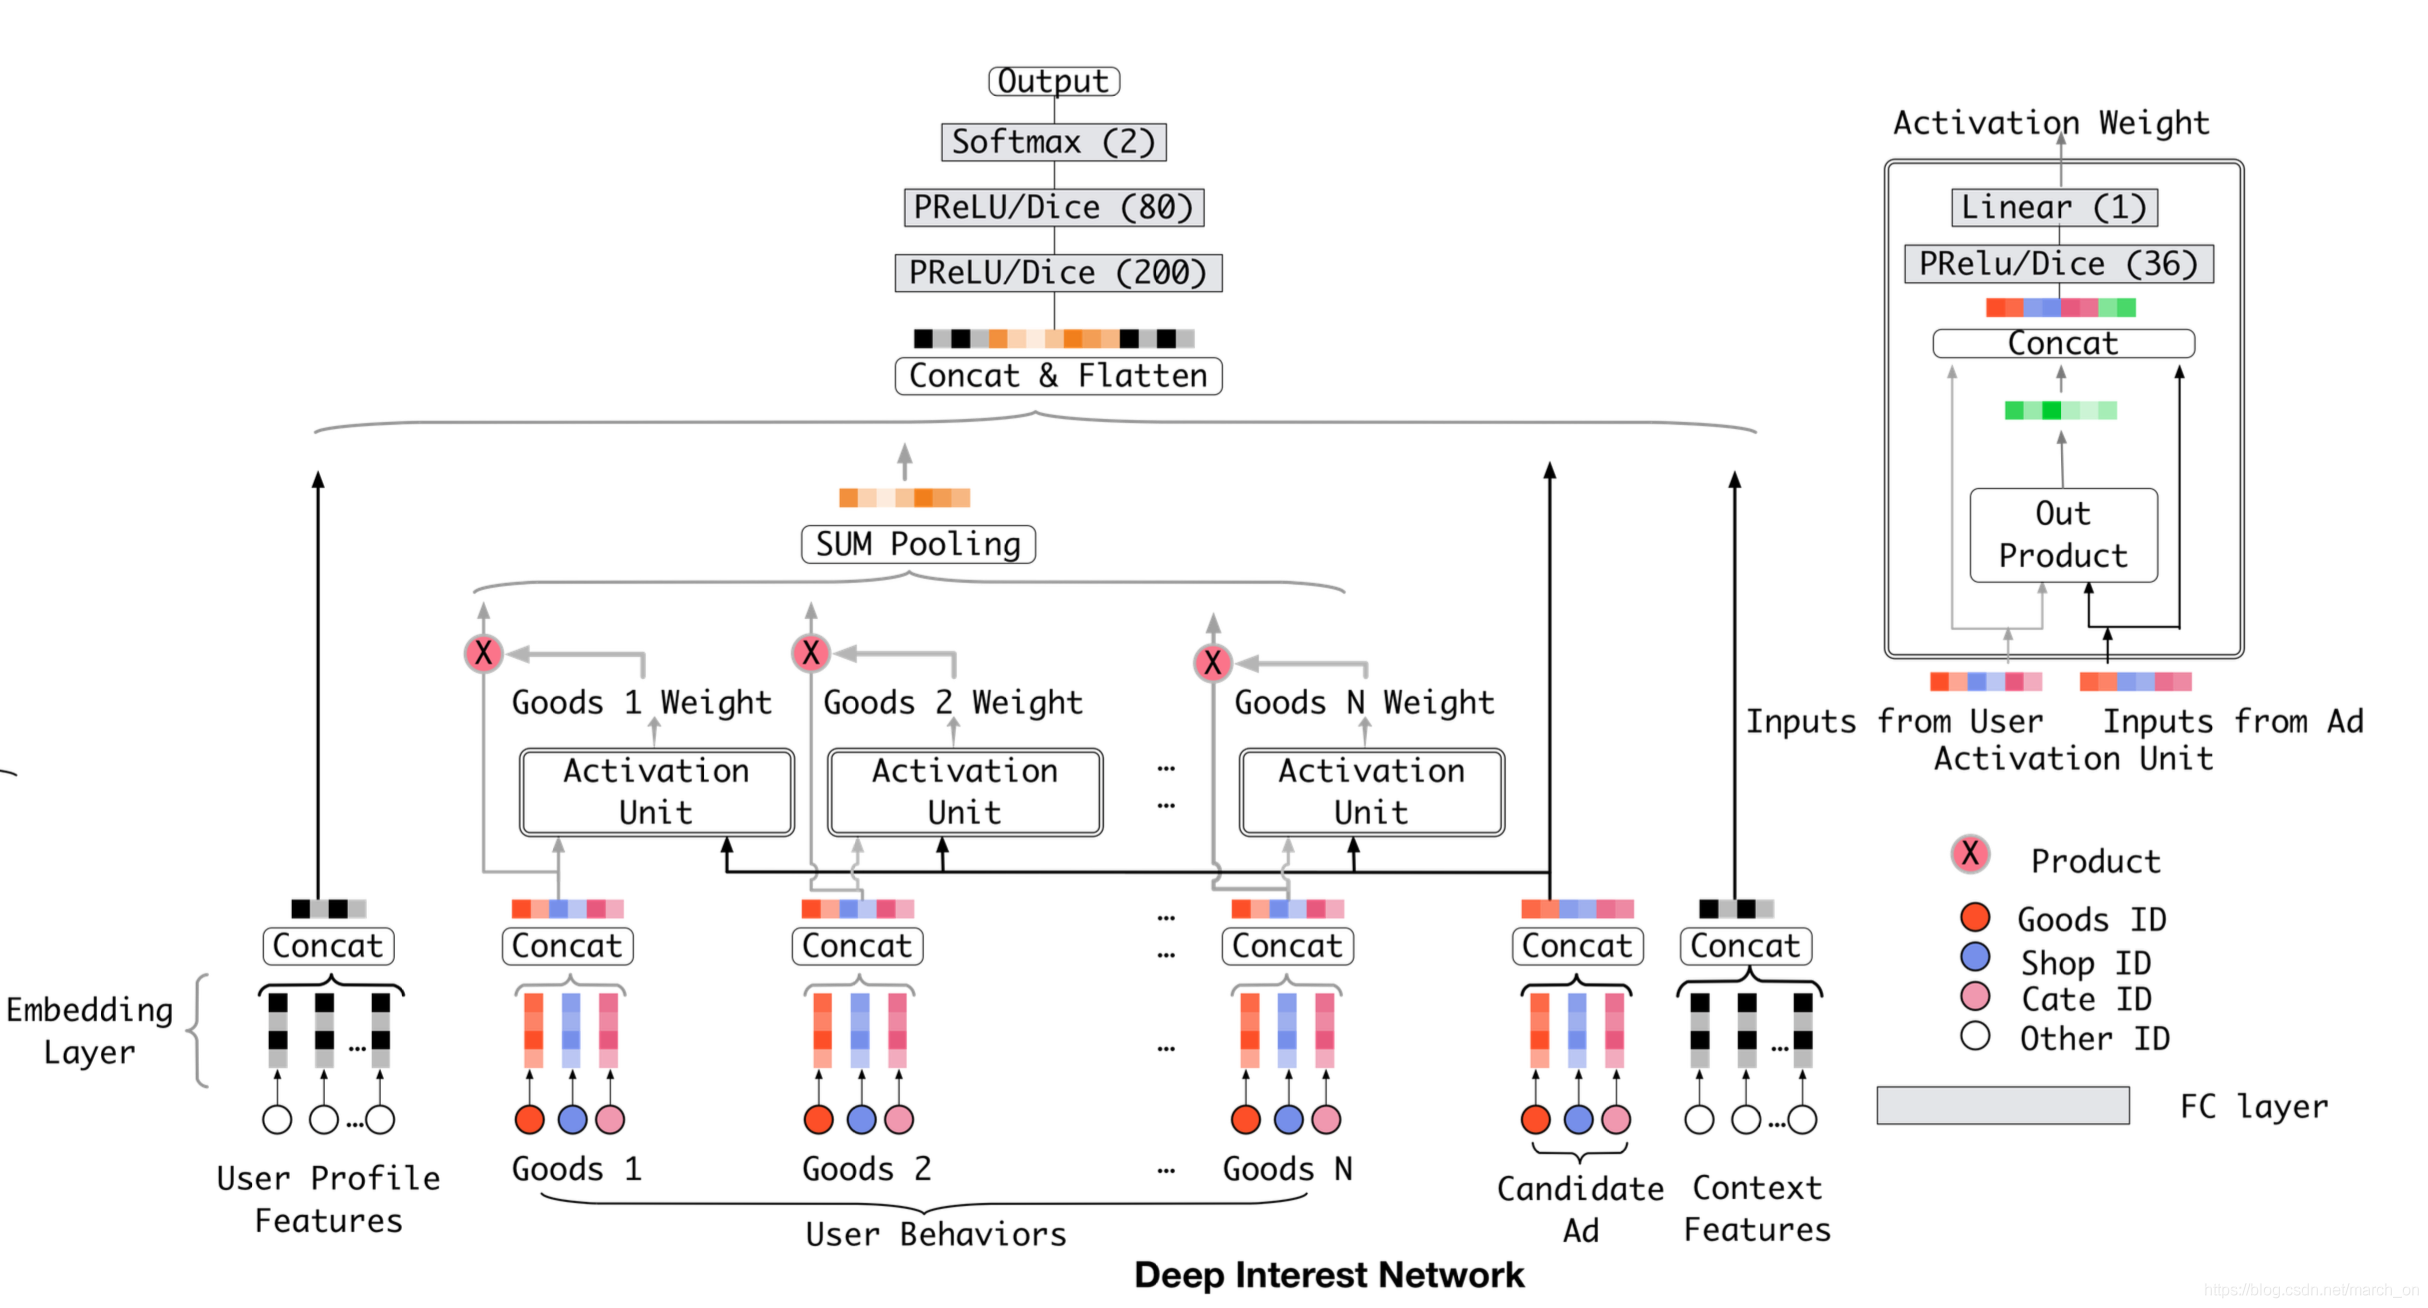 Output
Softmax (2)
PReLU/Dice (80)
PReLU/Dice (200)
Concat & Flatten
SUM Pooling
X
X
X
Goods 1 Weight
Goods 2 Weight
Goods N Weight
Activation
Unit
Activation
Unit
...
...
Activation
Unit
Concat
Concat
Concat
...
...
Concat
Concat
Concat
Embedding
Layer
...
...
...
...
...
User Profile
Features
Goods 1
Goods 2
...
Goods N
User Behaviors
Candidate
Ad
Context
Features
Deep Interest Network
Activation Weight
Linear (1)
PRelu/Dice (36)
Concat
Out
Product
Inputs from User
Inputs from Ad
Activation Unit
X
Product
Goods ID
Shop ID
Cate ID
Other ID
FC layer
https://blog.csdn.net/march_on